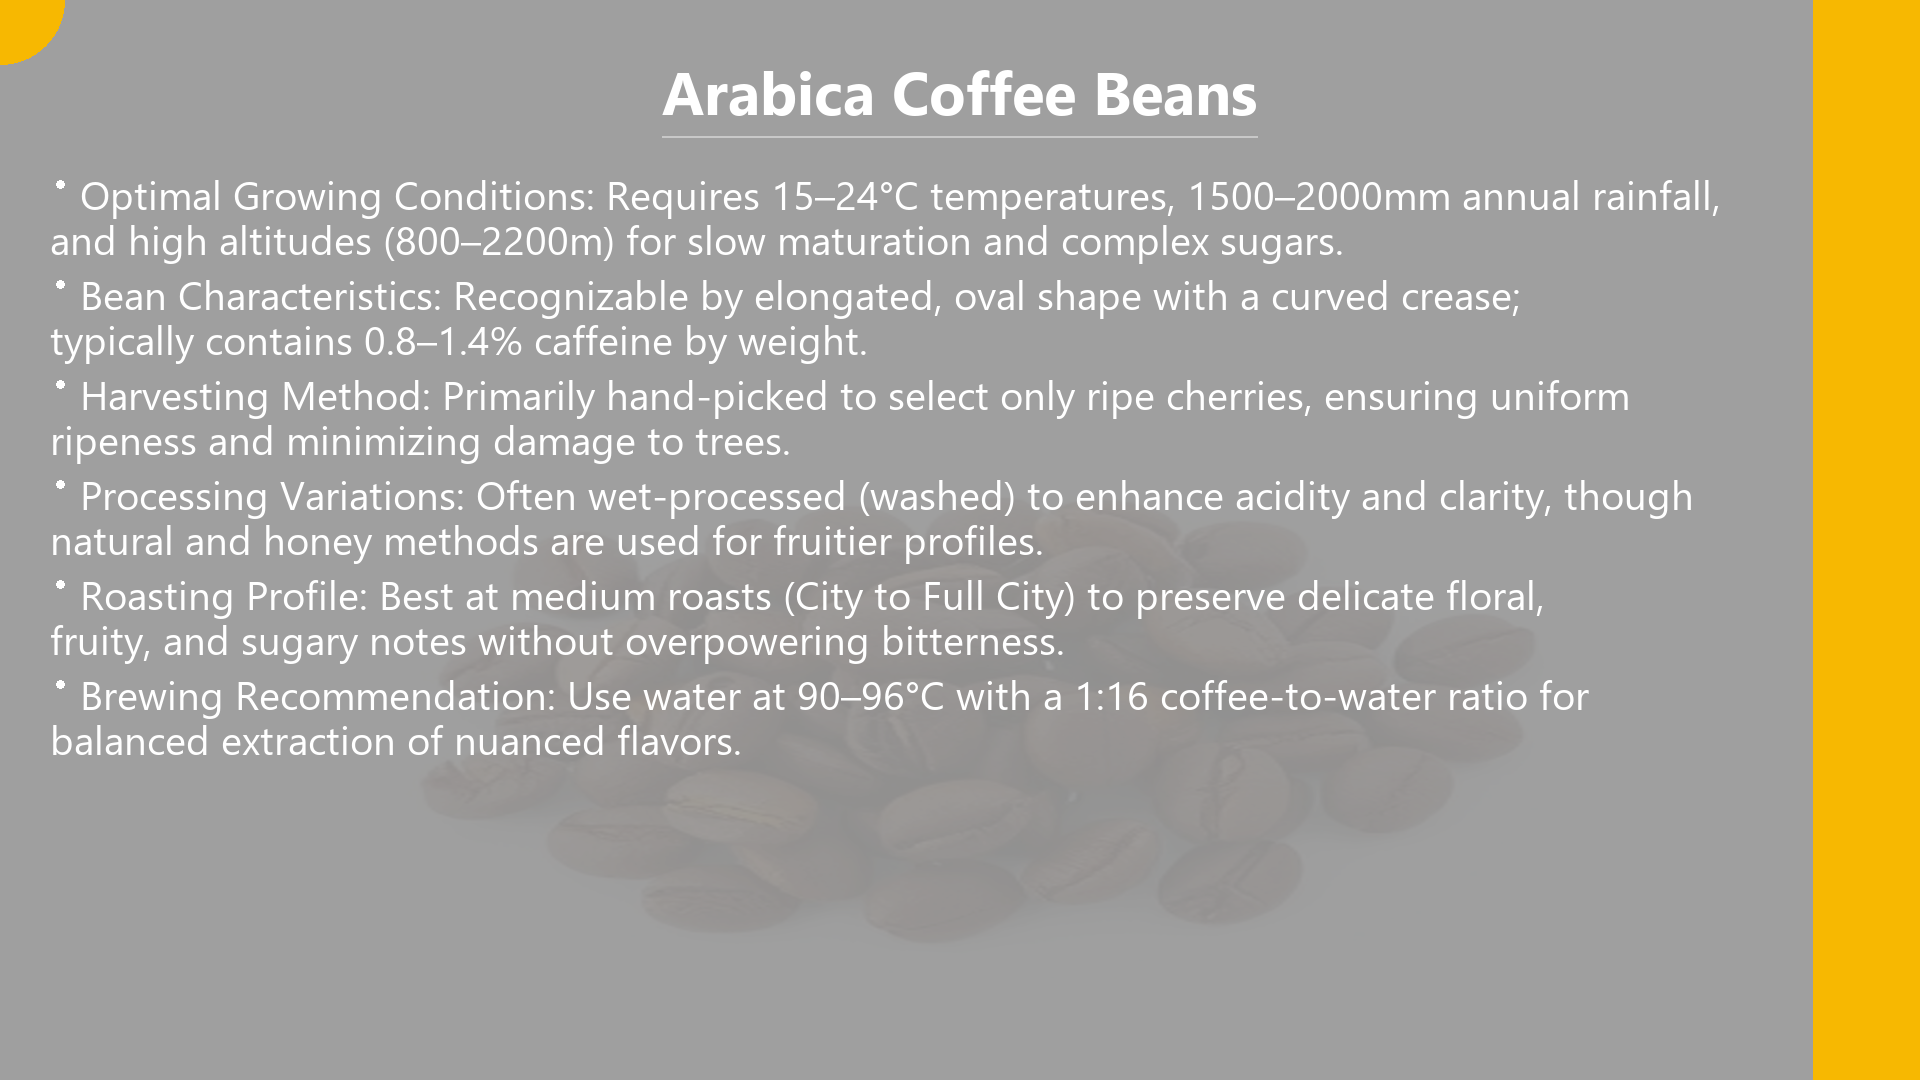 Arabica Coffee Beans
• Optimal Growing Conditions: Requires 15–24°C temperatures, 1500–2000mm annual rainfall,
and high altitudes (800–2200m) for slow maturation and complex sugars.
• Bean Characteristics: Recognizable by elongated, oval shape with a curved crease;
typically contains 0.8–1.4% caffeine by weight.
• Harvesting Method: Primarily hand-picked to select only ripe cherries, ensuring uniform
ripeness and minimizing damage to trees.
• Processing Variations: Often wet-processed (washed) to enhance acidity and clarity, though
natural and honey methods are used for fruitier profiles.
• Roasting Profile: Best at medium roasts (City to Full City) to preserve delicate floral,
fruity, and sugary notes without overpowering bitterness.
• Brewing Recommendation: Use water at 90–96°C with a 1:16 coffee-to-water ratio for
balanced extraction of nuanced flavors.